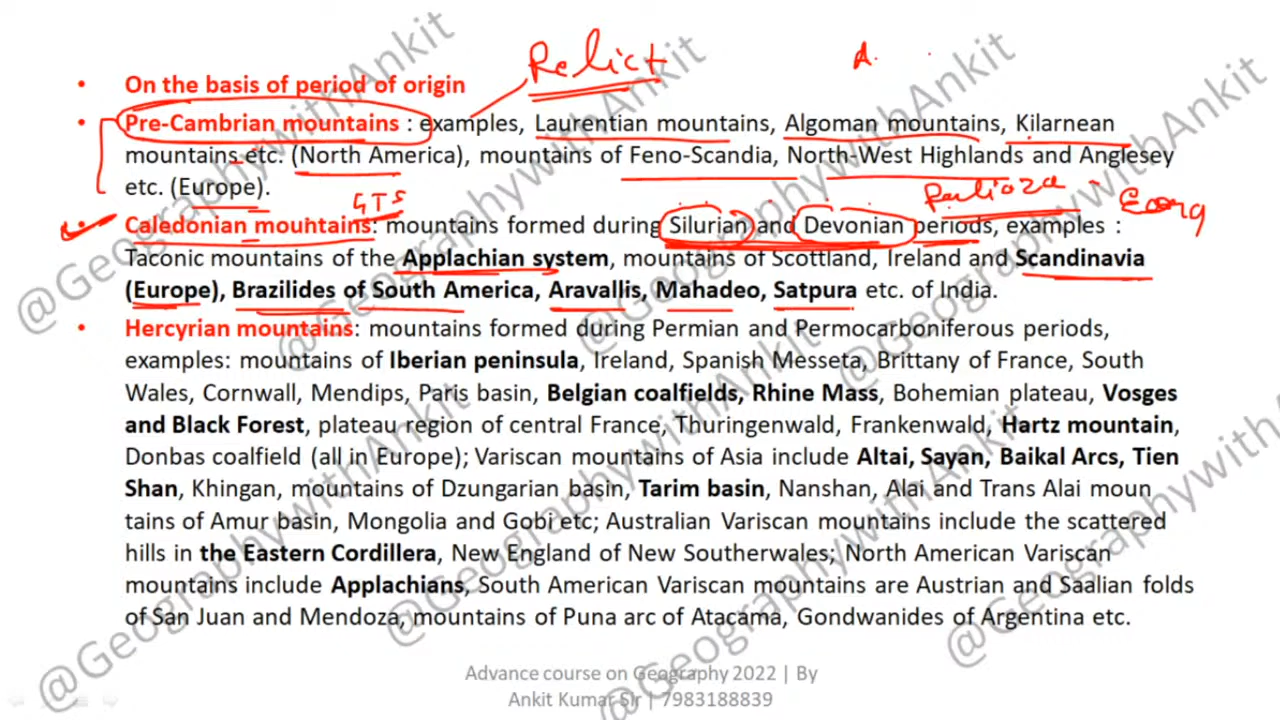 Relict
A.
• On the basis of period of origin
• Pre-Cambrian mountains : examples, Laurentian mountains, Algoman mountains, Kilarnean
mountains etc. (North America), mountains of Feno-Scandia, North-West Highlands and Anglesey
etc. (Europe).
GTS
• Caledonian mountains: mountains formed during Silurian and Devonian periods, examples :
Taconic mountains of the Applachian system, mountains of Scottland, Ireland and Scandinavia
(Europe), Brazilides of South America, Aravallis, Mahadeo, Satpura etc. of India.
• Hercyrian mountains: mountains formed during Permian and Permocarboniferous periods,
examples: mountains of Iberian peninsula, Ireland, Spanish Messeta, Brittany of France, South
Wales, Cornwall, Mendips, Paris basin, Belgian coalfields, Rhine Mass, Bohemian plateau, Vosges
and Black Forest, plateau region of central France, Thuringenwald, Frankenwald, Hartz mountain,
Donbas coalfield (all in Europe); Variscan mountains of Asia include Altai, Sayan, Baikal Arcs, Tien
Shan, Khingan, mountains of Dzungarian basin, Tarim basin, Nanshan, Alai and Trans Alai moun
tains of Amur basin, Mongolia and Gobi etc; Australian Variscan mountains include the scattered
hills in the Eastern Cordillera, New England of New Southerwales; North American Variscan
mountains include Applachians, South American Variscan mountains are Austrian and Saalian folds
of San Juan and Mendoza, mountains of Puna arc of Atacama, Gondwanides of Argentina etc.
Advance course on Geography 2022 | By
Ankit Kumar Sir | 7983188839
@GeographywithAnkit
@GeographywithAnkit
@GeographywithAnkit
@GeographywithAnkit
@GeographywithAnkit
@GeographywithAnkit
@GeographywithAnkit